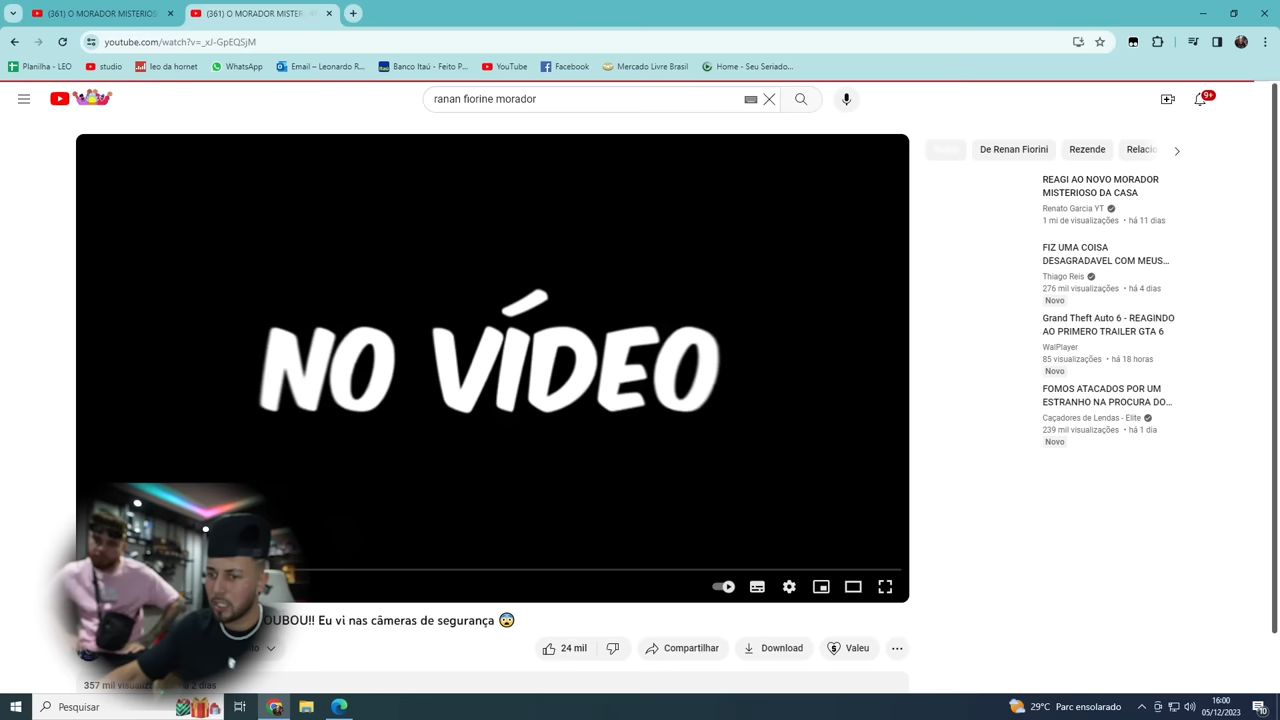 (361) O MORADOR MISTERIOS
(361) O MORADOR MISTERIOS
youtube.com/watch?v=_xJ-GpEQSjM
Planilha - LEO
studio
leo da hornet
WhatsApp
Email – Leonardo R...
Banco Itaú - Feito P...
YouTube
Facebook
Mercado Livre Brasil
Home - Seu Seriado...
ranan fiorine morador
9+
De Renan Fiorini
Rezende
Relacio
NO VÍDEO
REAGI AO NOVO MORADOR
MISTERIOSO DA CASA
Renato Garcia YT
1 mi de visualizações • há 11 dias
FIZ UMA COISA
DESAGRADAVEL COM MEUS...
Thiago Reis
276 mil visualizações • há 4 dias
Novo
Grand Theft Auto 6 - REAGINDO
AO PRIMERO TRAILER GTA 6
WalPlayer
85 visualizações • há 18 horas
Novo
FOMOS ATACADOS POR UM
ESTRANHO NA PROCURA DO...
Caçadores de Lendas - Elite
239 mil visualizações • há 1 dia
Novo
OUBOU!! Eu vi nas câmeras de segurança 😨
24 mil
Compartilhar
Download
Valeu
357 mil visualiz há 2 dias
Pesquisar
29°C Parc ensolarado
16:00
05/12/2023
10